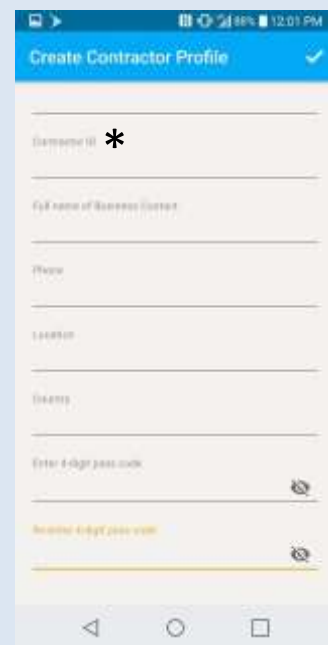 88% 12:01 PM
Create Contractor Profile
Contractor ID *
Full name of Business Contact
Phone
Location
Country
Enter 4-digit pass code
Re-enter 4-digit pass code